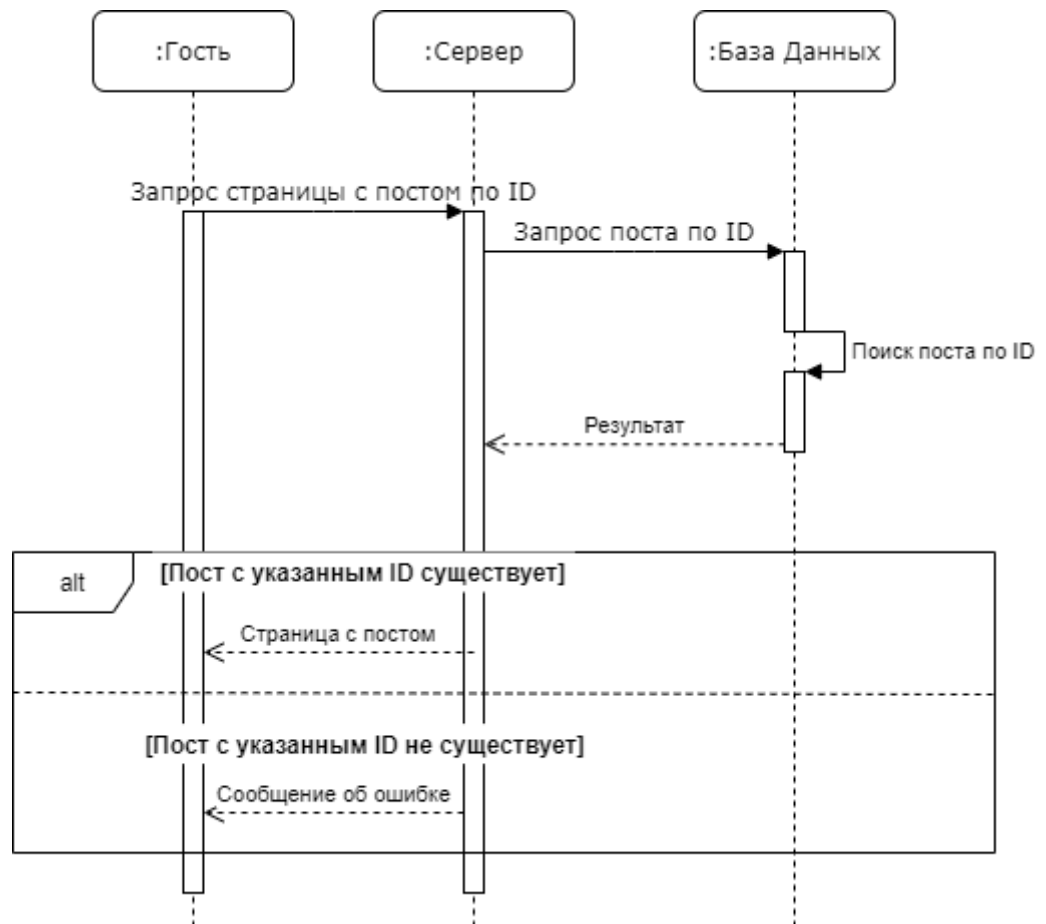 :Гость
:Сервер
:База Данных
Запрос страницы с постом по ID
Запрос поста по ID
Поиск поста по ID
Результат
alt
[Пост с указанным ID существует]
Страница с постом
[Пост с указанным ID не существует]
Сообщение об ошибке